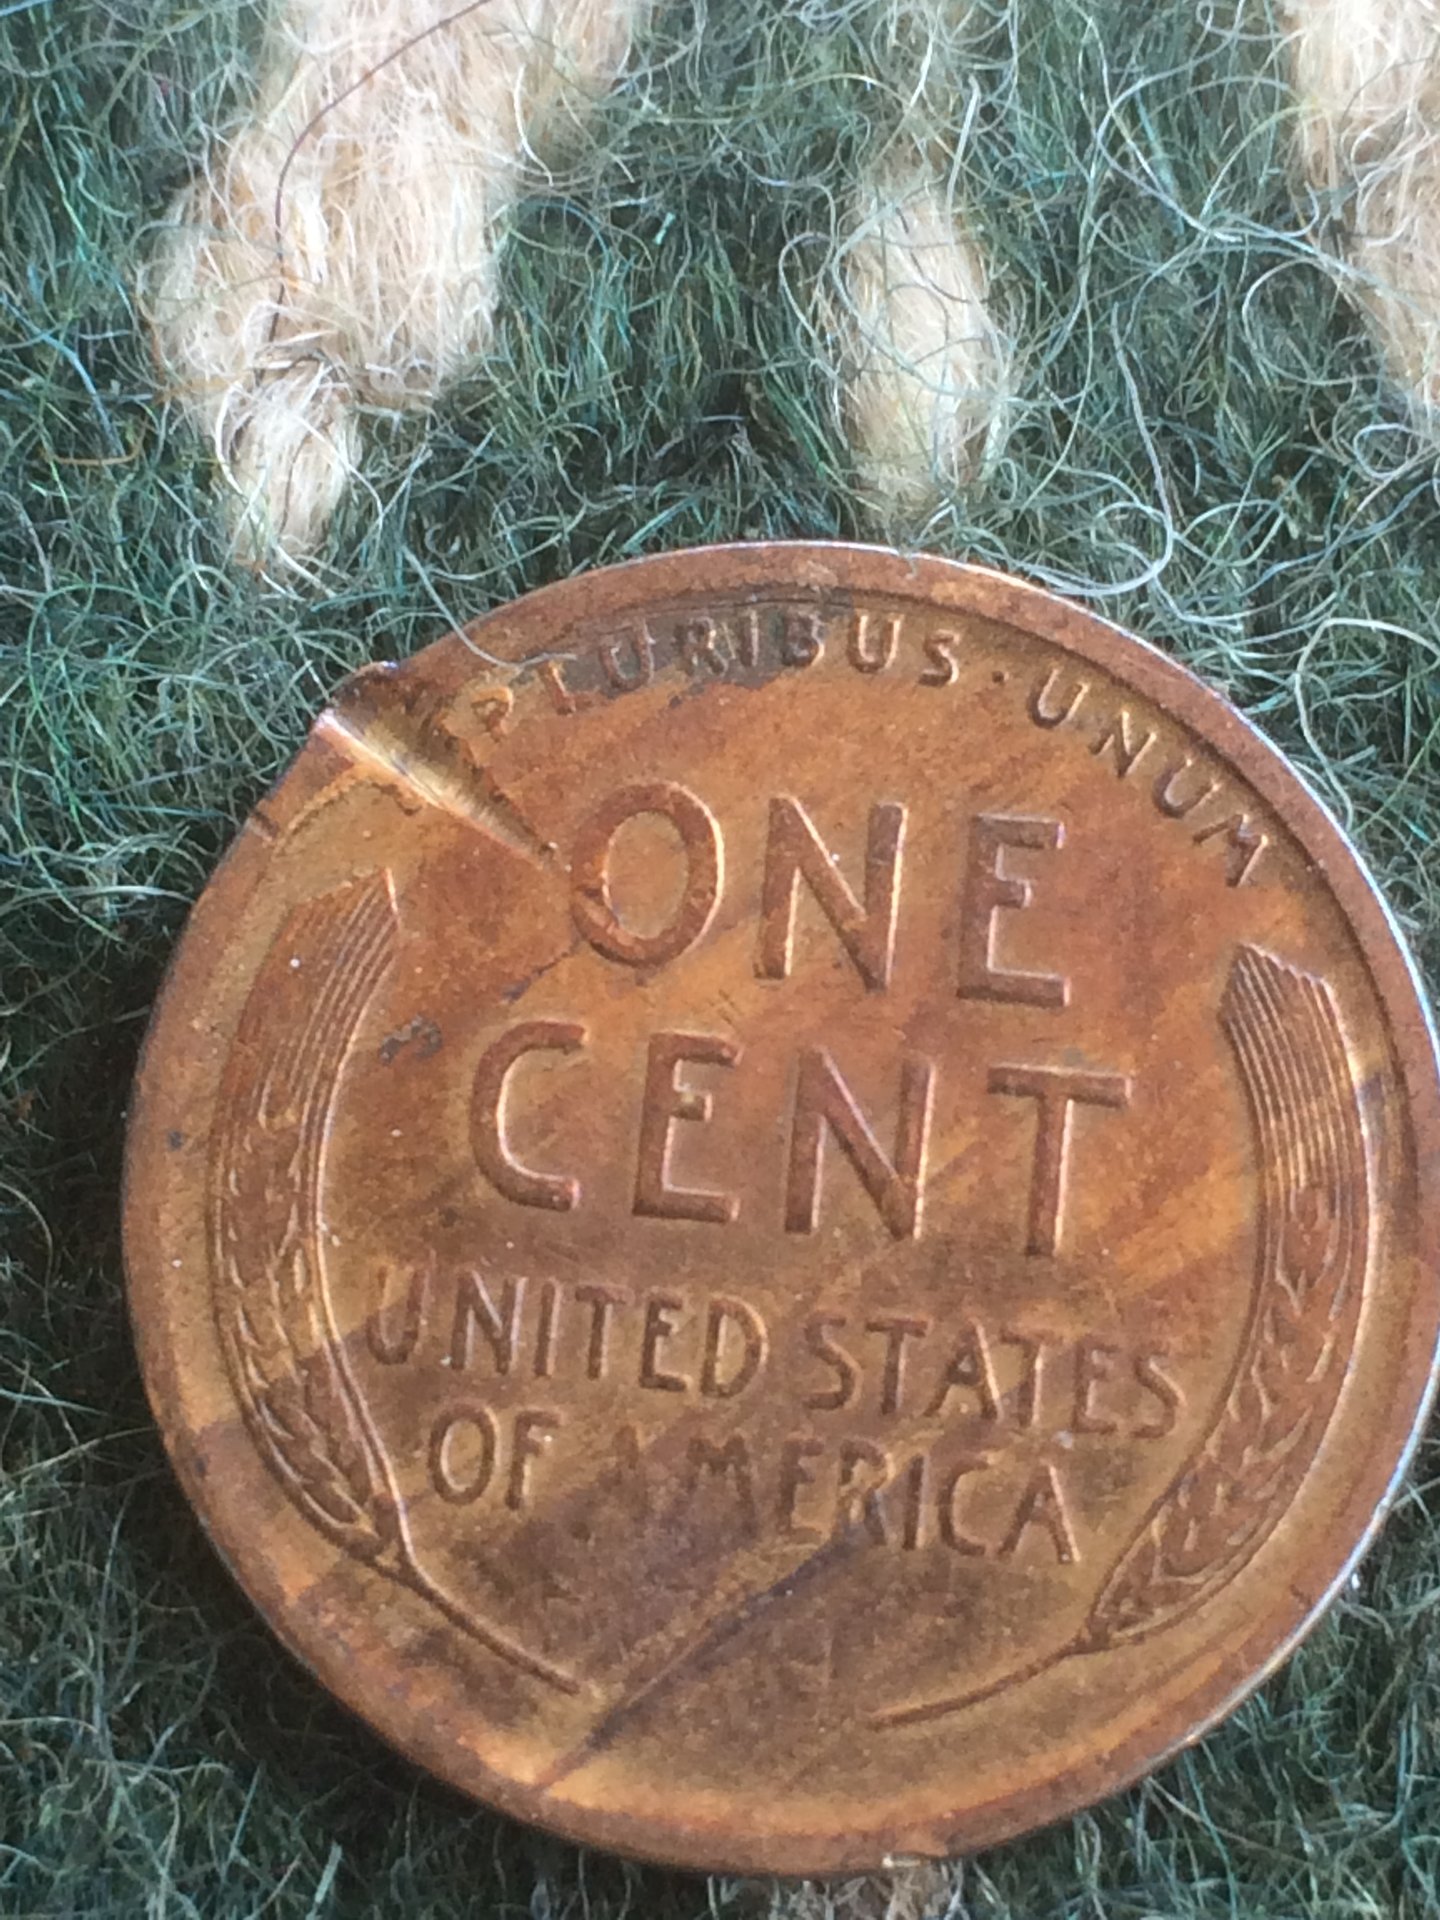 PLURIBUS · UNUM
ONE
CENT
UNITED STATES
OF AMERICA